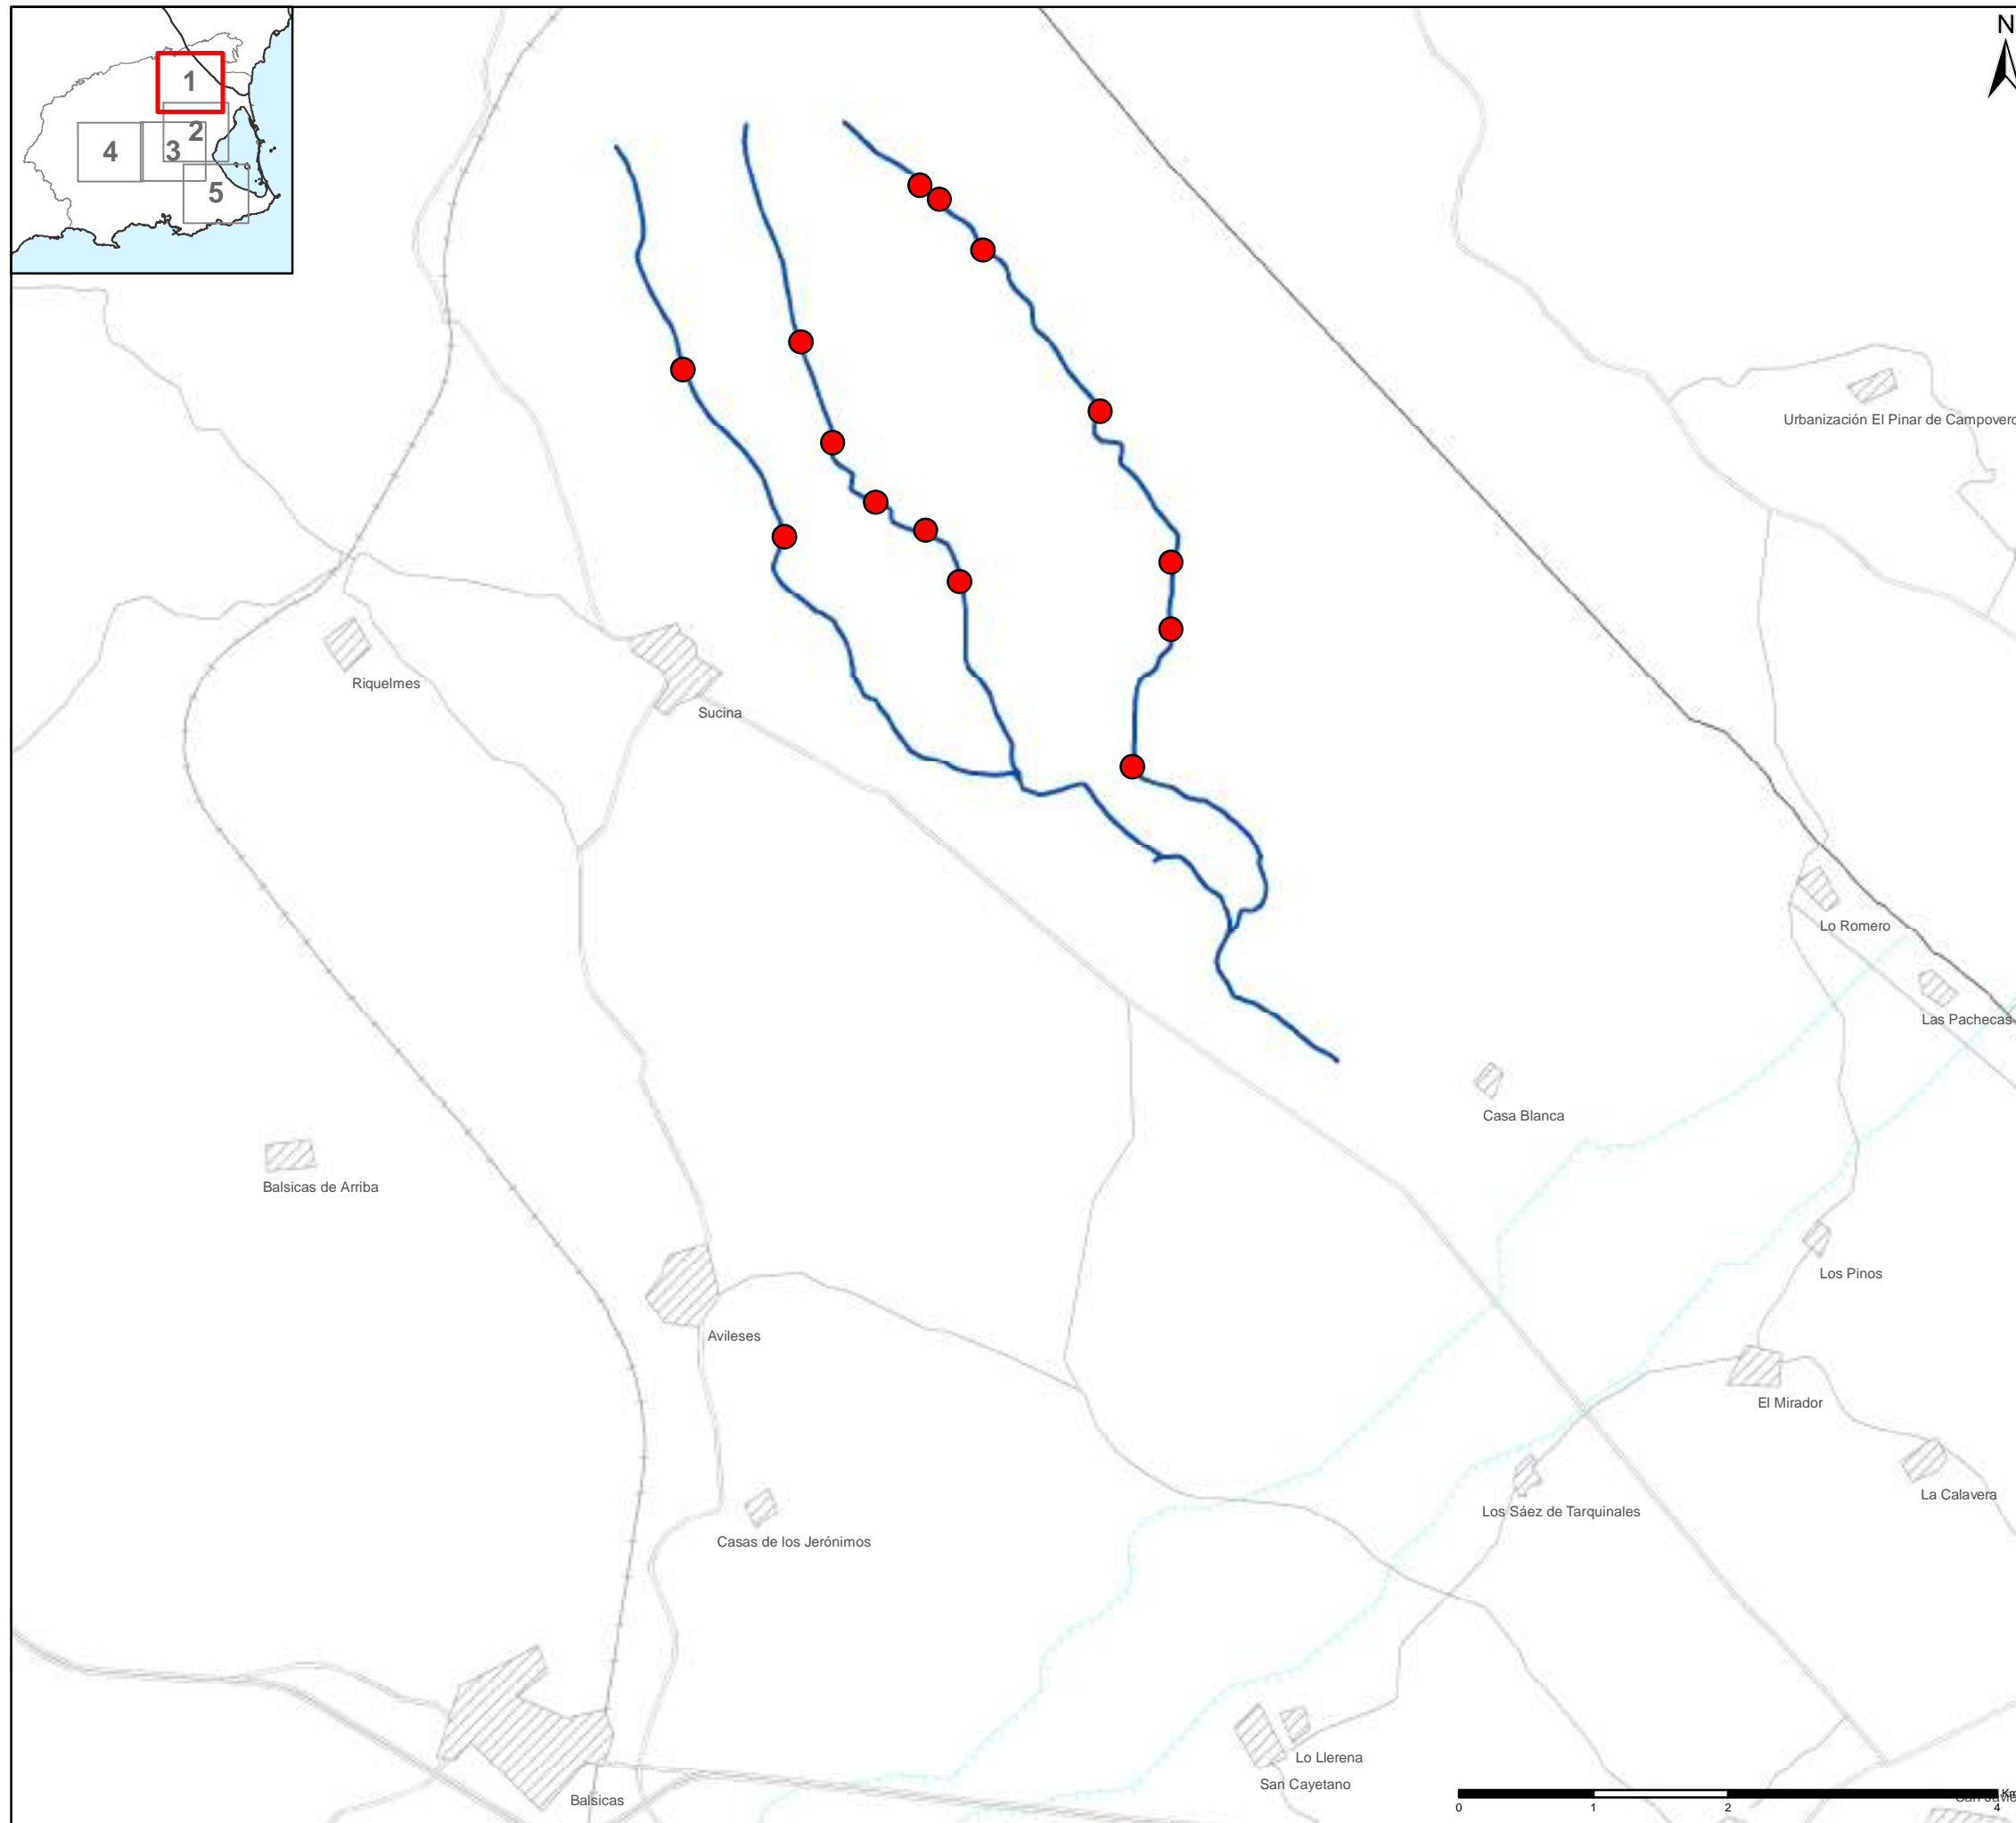 N
1
2
3
4
5
Urbanización El Pinar de Campoverd
Riquelmes
Sucina
Lo Romero
Las Pachecas
Casa Blanca
Balsicas de Arriba
Los Pinos
Avileses
El Mirador
La Calavera
Los Sáez de Tarquinales
Casas de los Jerónimos
Lo Llerena
San Cayetano
Balsicas
0 1 2 4